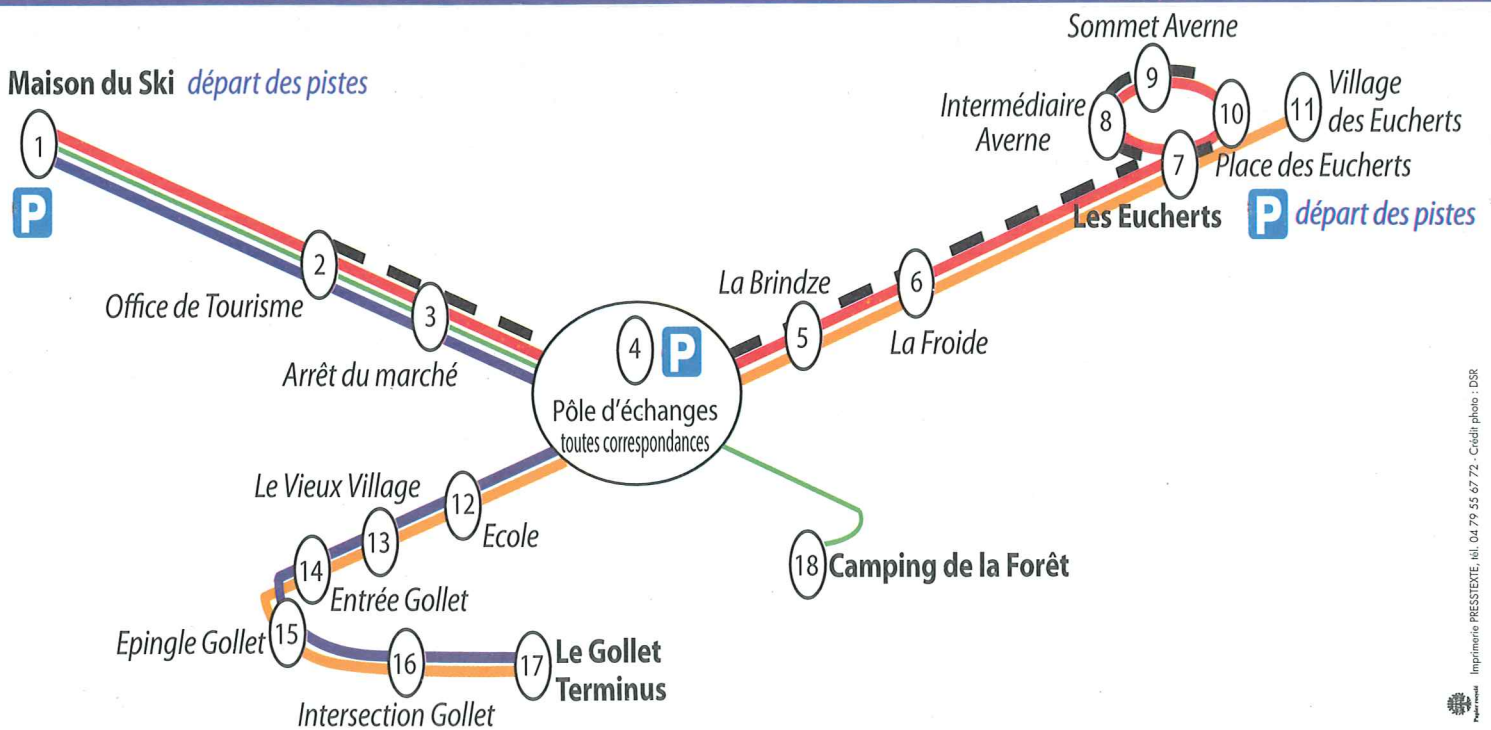 Maison du Ski départ des pistes
1
P
2
Office de Tourisme
3
Arrêt du marché
4 P
Pôle d'échanges
toutes correspondances
La Brindze
5
6
La Froide
Sommet Averne
9
Intermédiaire
Averne
8
10
11
Village
des Eucherts
7
Place des Eucherts
Les Eucherts
P départ des pistes
Le Vieux Village
12
Ecole
13
14
Entrée Gollet
Epingle Gollet
15
16
Intersection Gollet
17
Le Gollet
Terminus
18
Camping de la Forêt
Papier recyclé
Imprimerie PRESSTEXTE, tél. 04 79 55 67 72 - Crédit photo : DSR